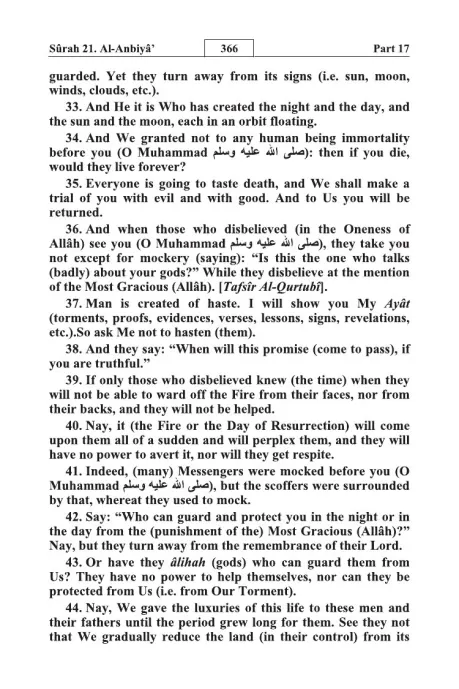 Sûrah 21. Al-Anbiyâ’ 366 Part 17
guarded. Yet they turn away from its signs (i.e. sun, moon,
winds, clouds, etc.).
33. And He it is Who has created the night and the day, and
the sun and the moon, each in an orbit floating.
34. And We granted not to any human being immortality
before you (O Muhammad صلى الله عليه وسلم): then if you die,
would they live forever?
35. Everyone is going to taste death, and We shall make a
trial of you with evil and with good. And to Us you will be
returned.
36. And when those who disbelieved (in the Oneness of
Allâh) see you (O Muhammad صلى الله عليه وسلم), they take you
not except for mockery (saying): “Is this the one who talks
(badly) about your gods?” While they disbelieve at the mention
of the Most Gracious (Allâh). [Tafsîr Al-Qurtubî].
37. Man is created of haste. I will show you My Ayât
(torments, proofs, evidences, verses, lessons, signs, revelations,
etc.).So ask Me not to hasten (them).
38. And they say: “When will this promise (come to pass), if
you are truthful.”
39. If only those who disbelieved knew (the time) when they
will not be able to ward off the Fire from their faces, nor from
their backs, and they will not be helped.
40. Nay, it (the Fire or the Day of Resurrection) will come
upon them all of a sudden and will perplex them, and they will
have no power to avert it, nor will they get respite.
41. Indeed, (many) Messengers were mocked before you (O
Muhammad صلى الله عليه وسلم), but the scoffers were surrounded
by that, whereat they used to mock.
42. Say: “Who can guard and protect you in the night or in
the day from the (punishment of the) Most Gracious (Allâh)?”
Nay, but they turn away from the remembrance of their Lord.
43. Or have they âlihah (gods) who can guard them from
Us? They have no power to help themselves, nor can they be
protected from Us (i.e. from Our Torment).
44. Nay, We gave the luxuries of this life to these men and
their fathers until the period grew long for them. See they not
that We gradually reduce the land (in their control) from its